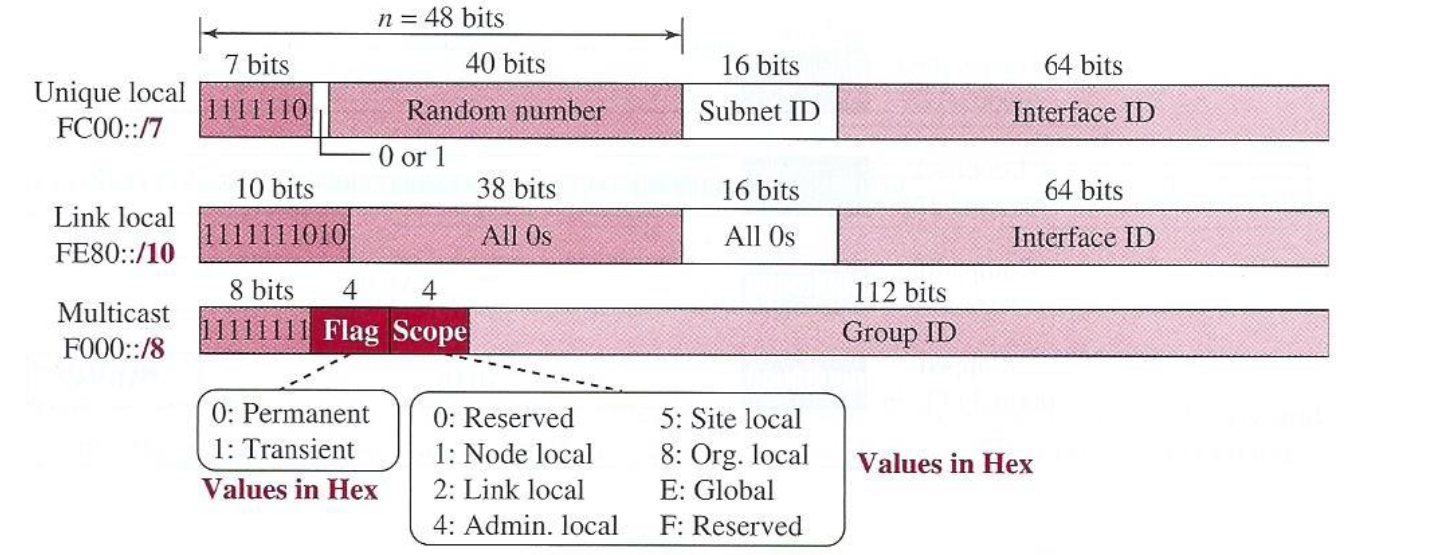 n = 48 bits
7 bits 40 bits 16 bits 64 bits
Unique local
FC00::/7
1111110 Random number Subnet ID Interface ID
0 or 1
10 bits 38 bits 16 bits 64 bits
Link local
FE80::/10
1111111010 All 0s All 0s Interface ID
8 bits 4 4 112 bits
Multicast
F000::/8
11111111 Flag Scope Group ID
0: Permanent
1: Transient
Values in Hex
0: Reserved 5: Site local
1: Node local 8: Org. local
2: Link local E: Global
4: Admin. local F: Reserved
Values in Hex